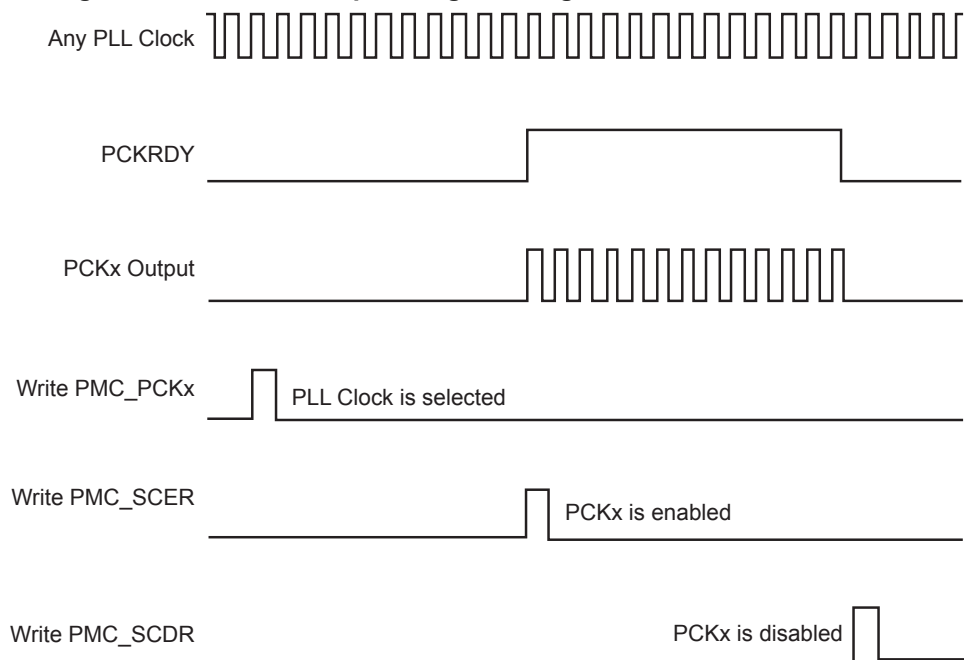 Any PLL Clock
PCKRDY
PCKx Output
Write PMC_PCKx
PLL Clock is selected
Write PMC_SCER
PCKx is enabled
Write PMC_SCDR
PCKx is disabled